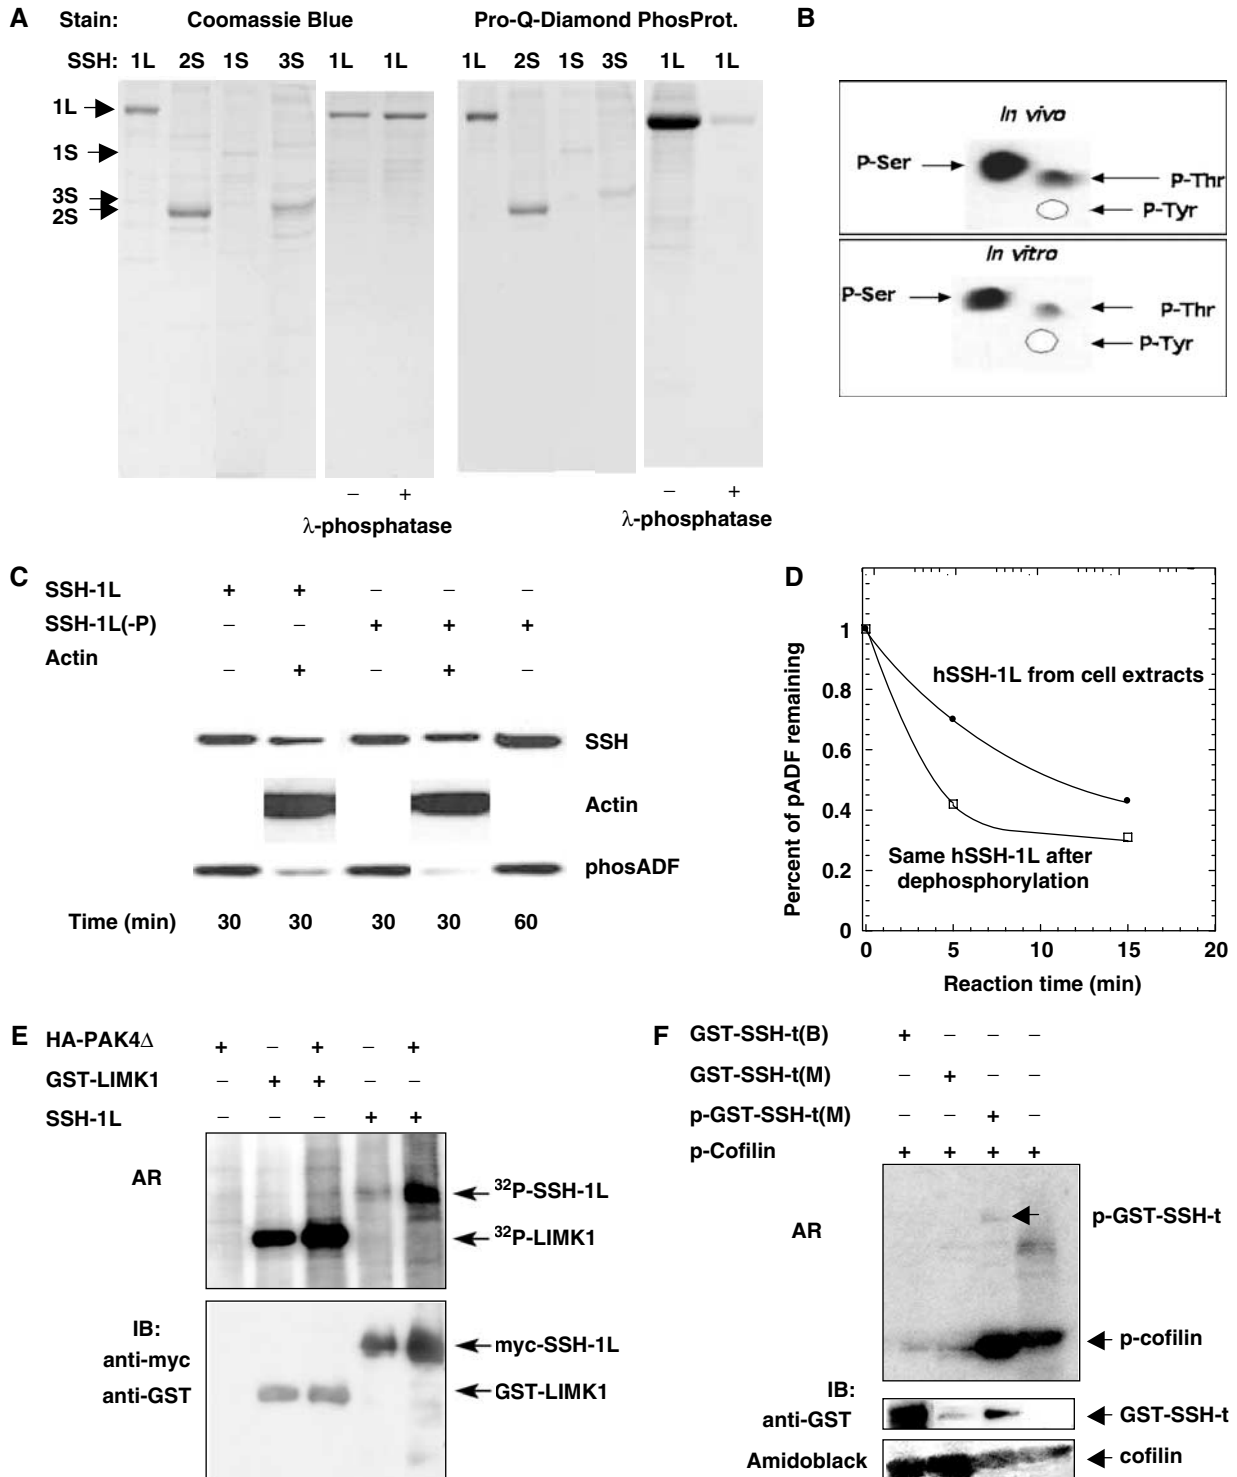 A
Stain: Coomassie Blue Pro-Q-Diamond PhosProt.
SSH: 1L 2S 1S 3S 1L 1L 1L 2S 1S 3S 1L 1L
1L
1S
3S
2S
– + – +
λ-phosphatase λ-phosphatase
B
In vivo
P-Ser
P-Thr
P-Tyr
In vitro
P-Ser
P-Thr
P-Tyr
C
SSH-1L + + – – –
SSH-1L(-P) – – + + +
Actin – + – + –
SSH
Actin
phosADF
Time (min) 30 30 30 30 60
D
Percent of pADF remaining
1
0.8
0.6
0.4
0.2
0
hSSH-1L from cell extracts
Same hSSH-1L after
dephosphorylation
0 5 10 15 20
Reaction time (min)
E
HA-PAK4Δ + – + – +
GST-LIMK1 – + + – –
SSH-1L – – – + +
AR
32P-SSH-1L
32P-LIMK1
IB:
anti-myc
anti-GST
myc-SSH-1L
GST-LIMK1
F
GST-SSH-t(B) + – – –
GST-SSH-t(M) – + – –
p-GST-SSH-t(M) – – + –
p-Cofilin + + + +
AR
p-GST-SSH-t
p-cofilin
IB:
anti-GST
GST-SSH-t
Amidoblack
cofilin